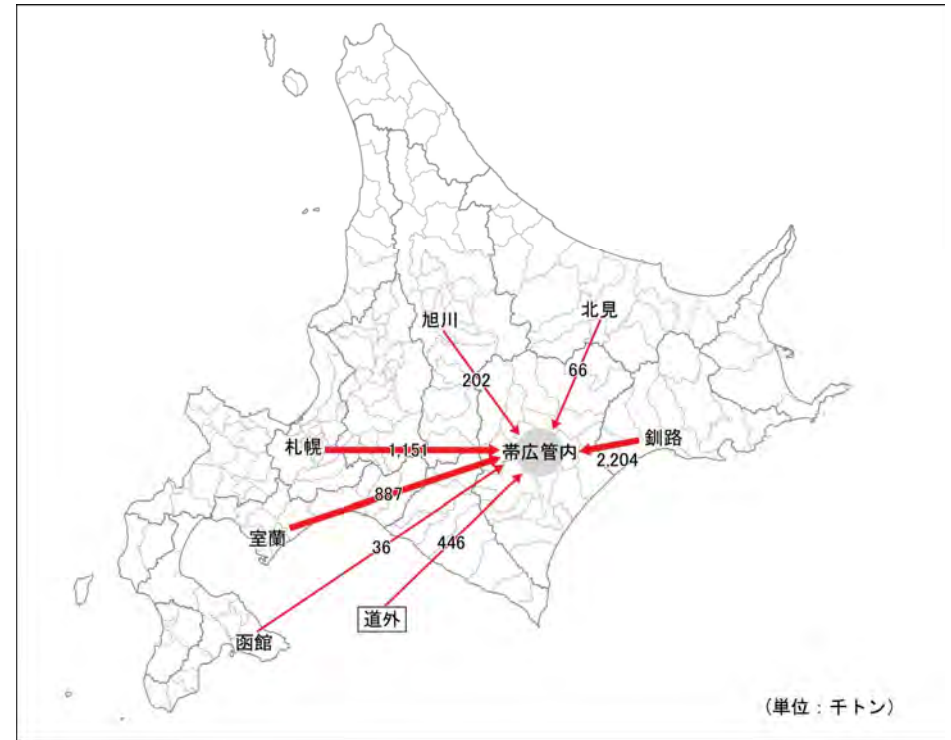 旭川
北見
202
66
札幌
1,151
帯広管内
釧路
2,204
887
室蘭
36
446
道外
函館
(単位:千トン)